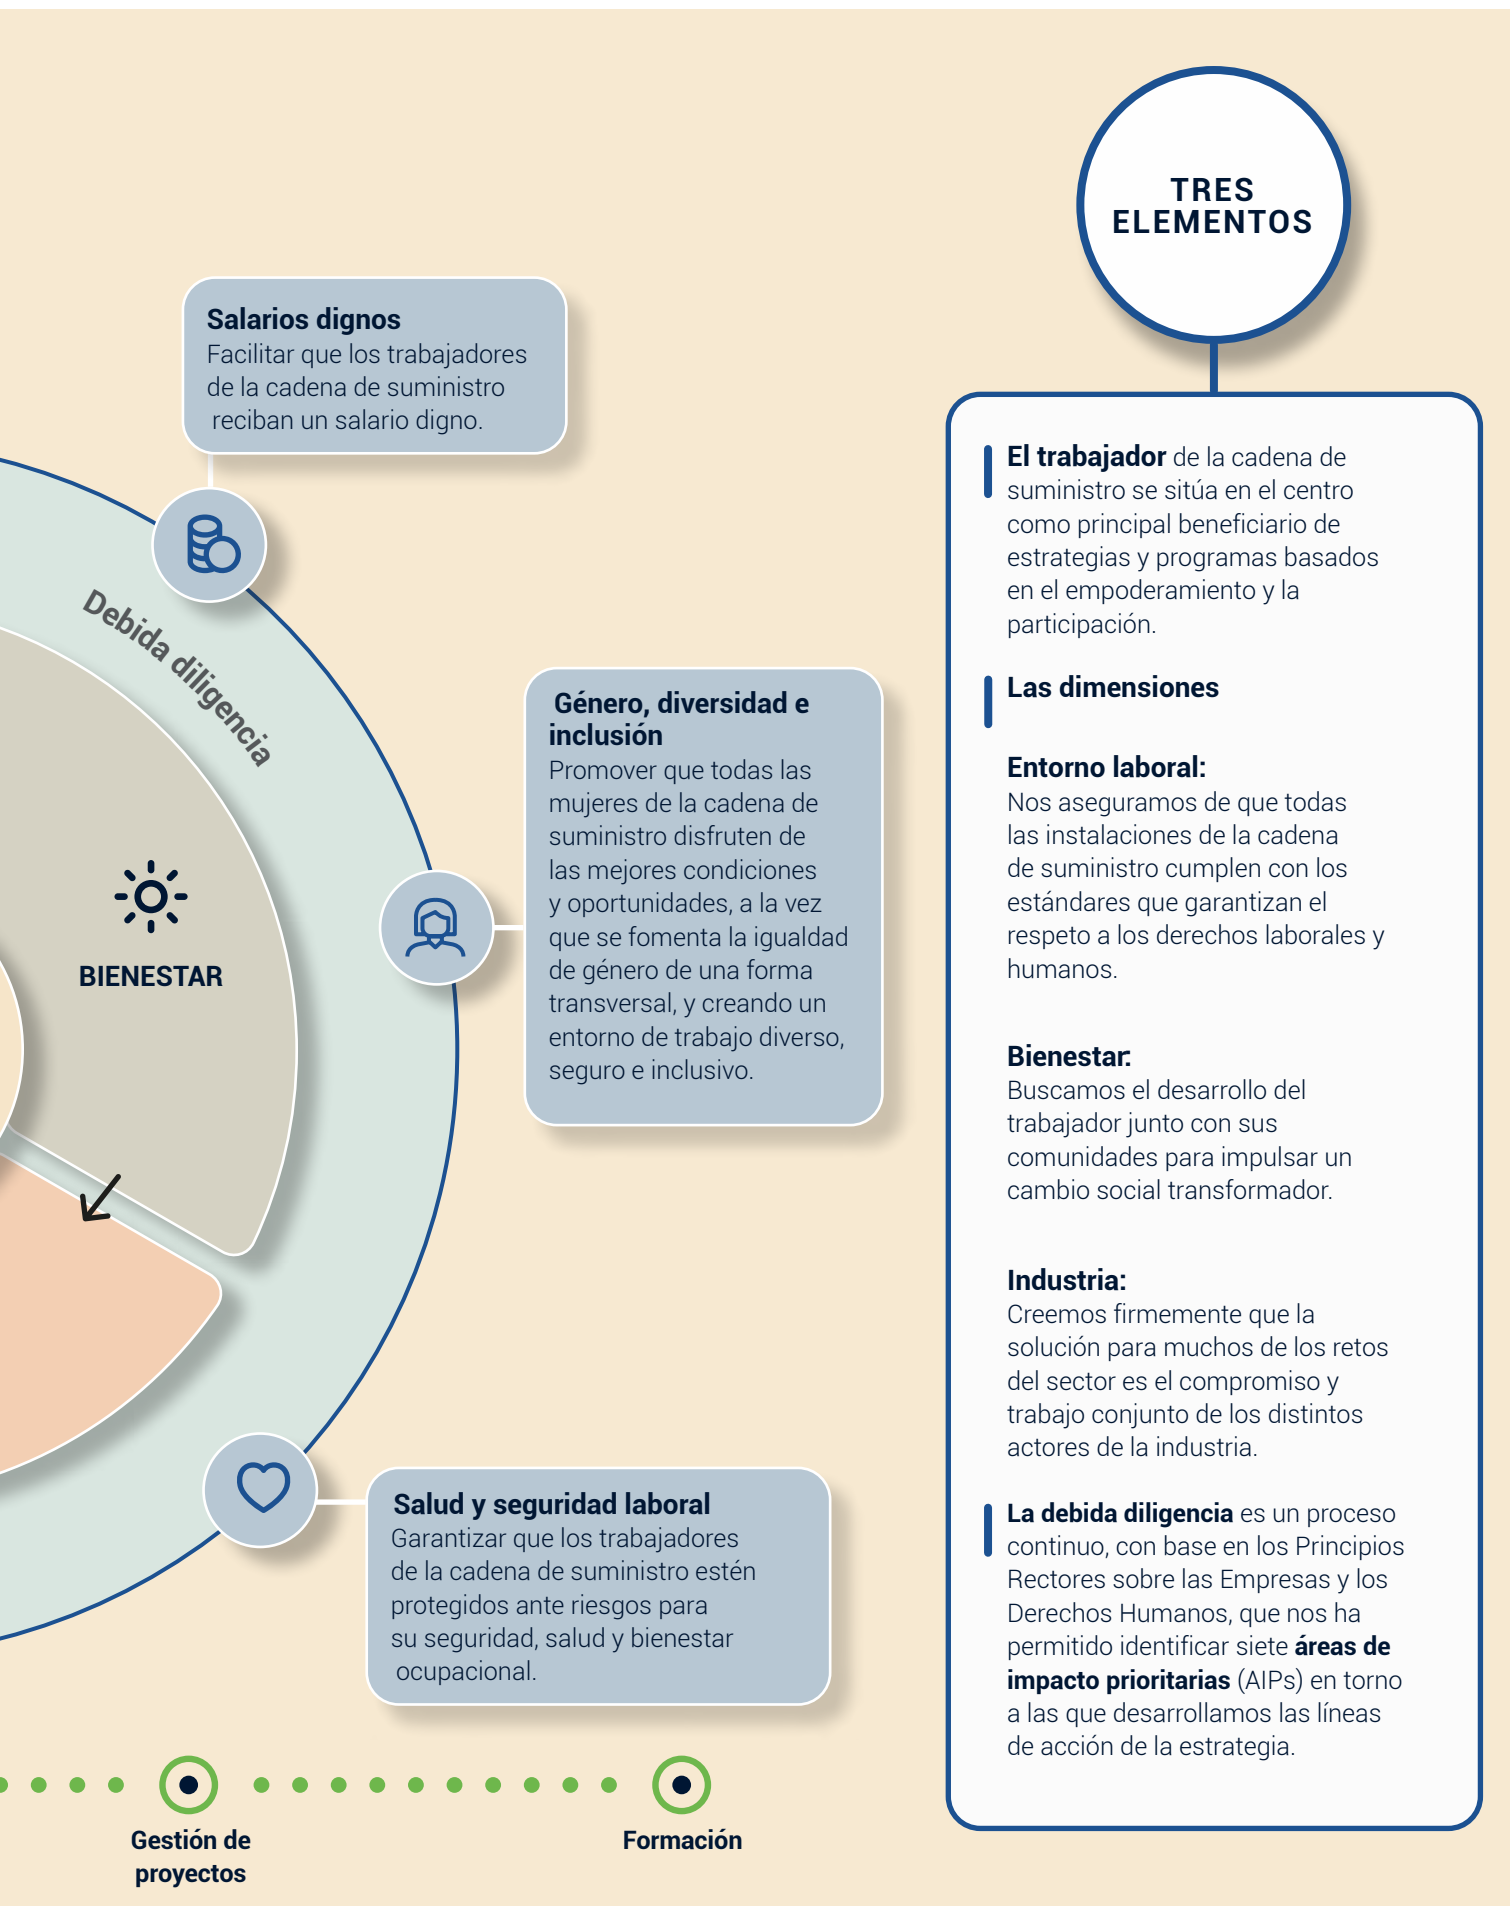 TRES
ELEMENTOS
Salarios dignos
Facilitar que los trabajadores
de la cadena de suministro
reciban un salario digno.
Debida diligencia
BIENESTAR
Género, diversidad e
inclusión
Promover que todas las
mujeres de la cadena de
suministro disfruten de
las mejores condiciones
y oportunidades, a la vez
que se fomenta la igualdad
de género de una forma
transversal, y creando un
entorno de trabajo diverso,
seguro e inclusivo.
Salud y seguridad laboral
Garantizar que los trabajadores
de la cadena de suministro estén
protegidos ante riesgos para
su seguridad, salud y bienestar
ocupacional.
Gestión de
proyectos
Formación
El trabajador de la cadena de
suministro se sitúa en el centro
como principal beneficiario de
estrategias y programas basados
en el empoderamiento y la
participación.
Las dimensiones
Entorno laboral:
Nos aseguramos de que todas
las instalaciones de la cadena
de suministro cumplen con los
estándares que garantizan el
respeto a los derechos laborales y
humanos.
Bienestar:
Buscamos el desarrollo del
trabajador junto con sus
comunidades para impulsar un
cambio social transformador.
Industria:
Creemos firmemente que la
solución para muchos de los retos
del sector es el compromiso y
trabajo conjunto de los distintos
actores de la industria.
La debida diligencia es un proceso
continuo, con base en los Principios
Rectores sobre las Empresas y los
Derechos Humanos, que nos ha
permitido identificar siete áreas de
impacto prioritarias (AIPs) en torno
a las que desarrollamos las líneas
de acción de la estrategia.